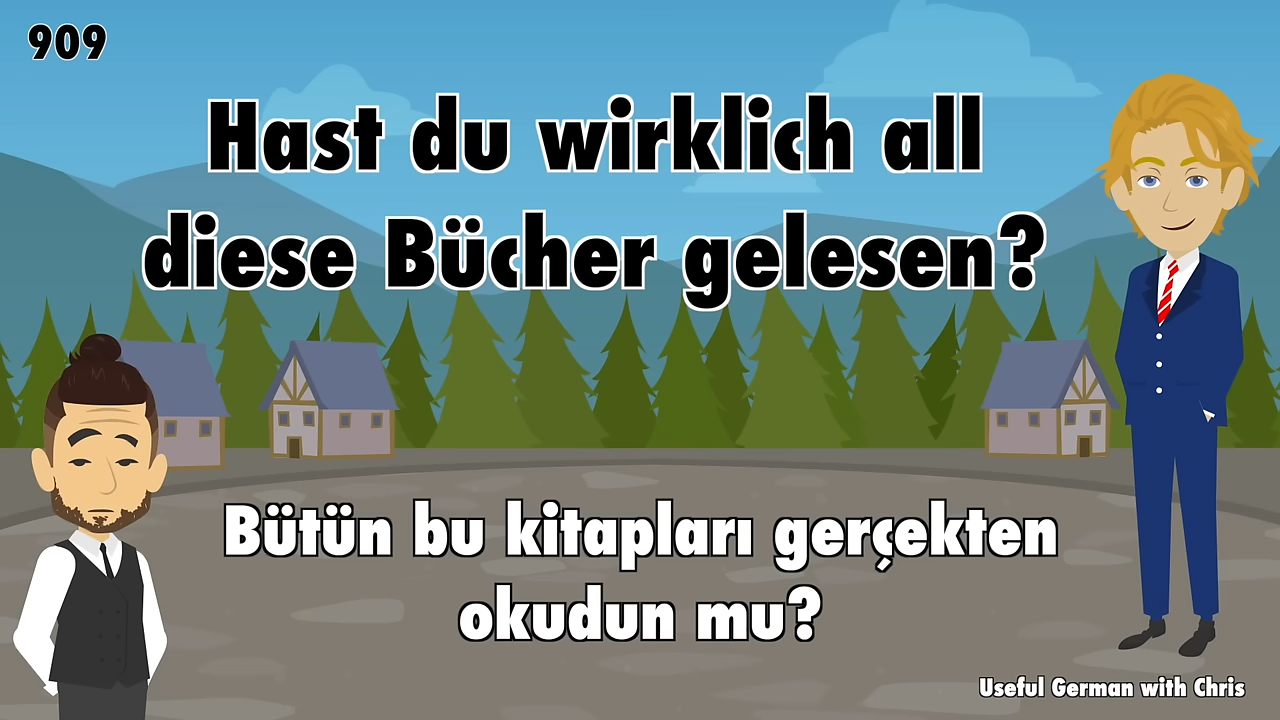 909
Hast du wirklich all
diese Bücher gelesen?
Bütün bu kitapları gerçekten
okudun mu?
Useful German with Chris